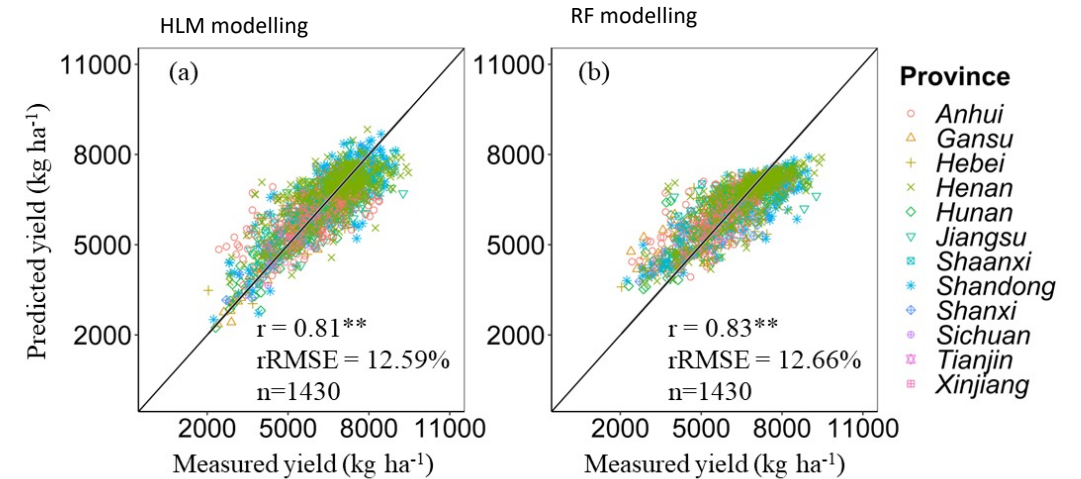 HLM modelling
RF modelling
Predicted yield (kg ha-1)
11000
8000
5000
2000
(a)
r = 0.81**
rRMSE = 12.59%
n=1430
2000 5000 8000 11000
Measured yield (kg ha-1)
11000
8000
5000
2000
(b)
r = 0.83**
rRMSE = 12.66%
n=1430
2000 5000 8000 11000
Measured yield (kg ha-1)
Province
Anhui
Gansu
Hebei
Henan
Hunan
Jiangsu
Shaanxi
Shandong
Shanxi
Sichuan
Tianjin
Xinjiang